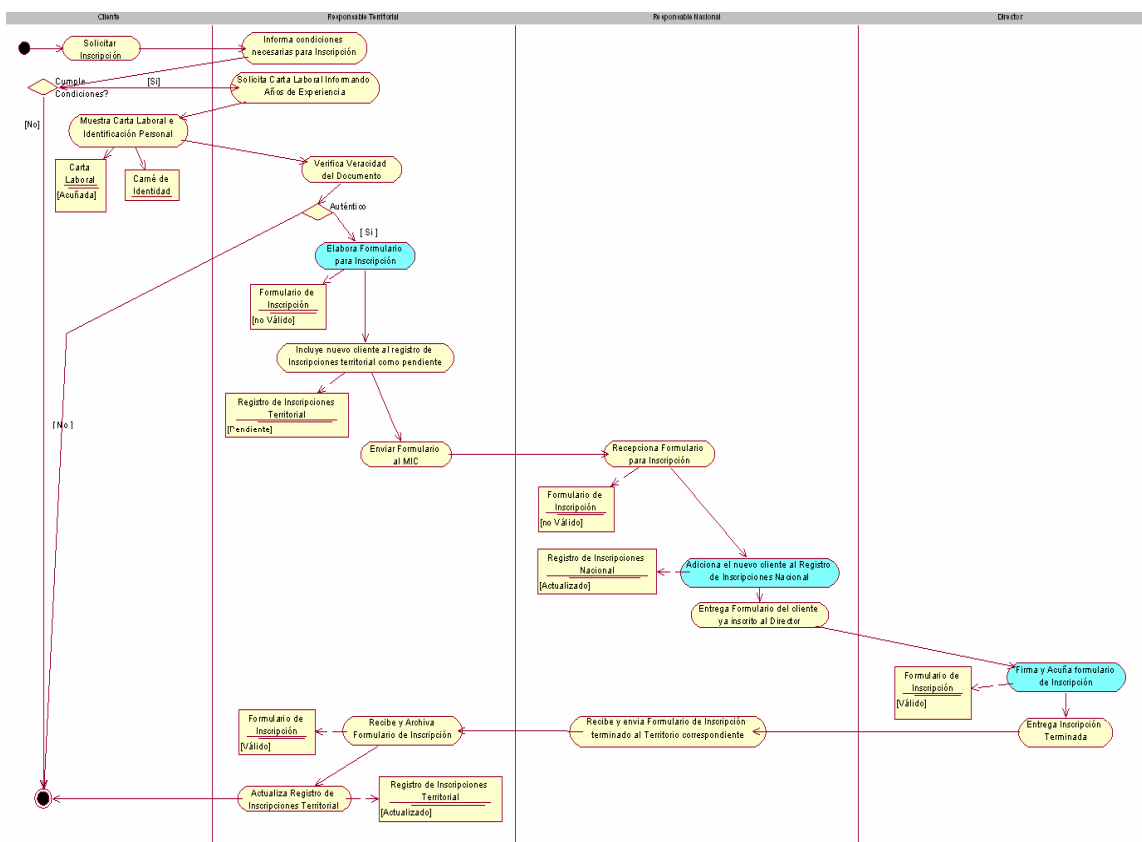 Cliente
Responsable Territorial
Responsable Nacional
Director
Solicitar
Inscripción
Informa condiciones
necesarias para Inscripción
Cumple
Condiciones?
[Si]
Solicita Carta Laboral Informando
Años de Experiencia
[No]
Muestra Carta Laboral e
Identificación Personal
Carta
Laboral
[Acuñada]
Carné de
Identidad
Verifica Veracidad
del Documento
Auténtico
[ Si ]
Elabora Formulario
para Inscripción
Formulario de
Inscripción
[no Válido]
Incluye nuevo cliente al registro de
Inscripciones territorial como pendiente
Registro de Inscripciones
Territorial
[Pendiente]
[ No ]
Enviar Formulario
al MIC
Recepciona Formulario
para Inscripción
Formulario de
Inscripción
[no Válido]
Registro de Inscripciones
Nacional
[Actualizado]
Adiciona el nuevo cliente al Registro
de Inscripciones Nacional
Entrega Formulario del cliente
ya inscrito al Director
Firma y Acuña formulario
de Inscripción
Formulario de
Inscripción
[Válido]
Entrega Inscripción
Terminada
Recibe y envia Formulario de Inscripción
terminado al Territorio correspondiente
Recibe y Archiva
Formulario de Inscripción
Formulario de
Inscripción
[Válido]
Actualiza Registro de
Inscripciones Territorial
Registro de Inscripciones
Territorial
[Actualizado]